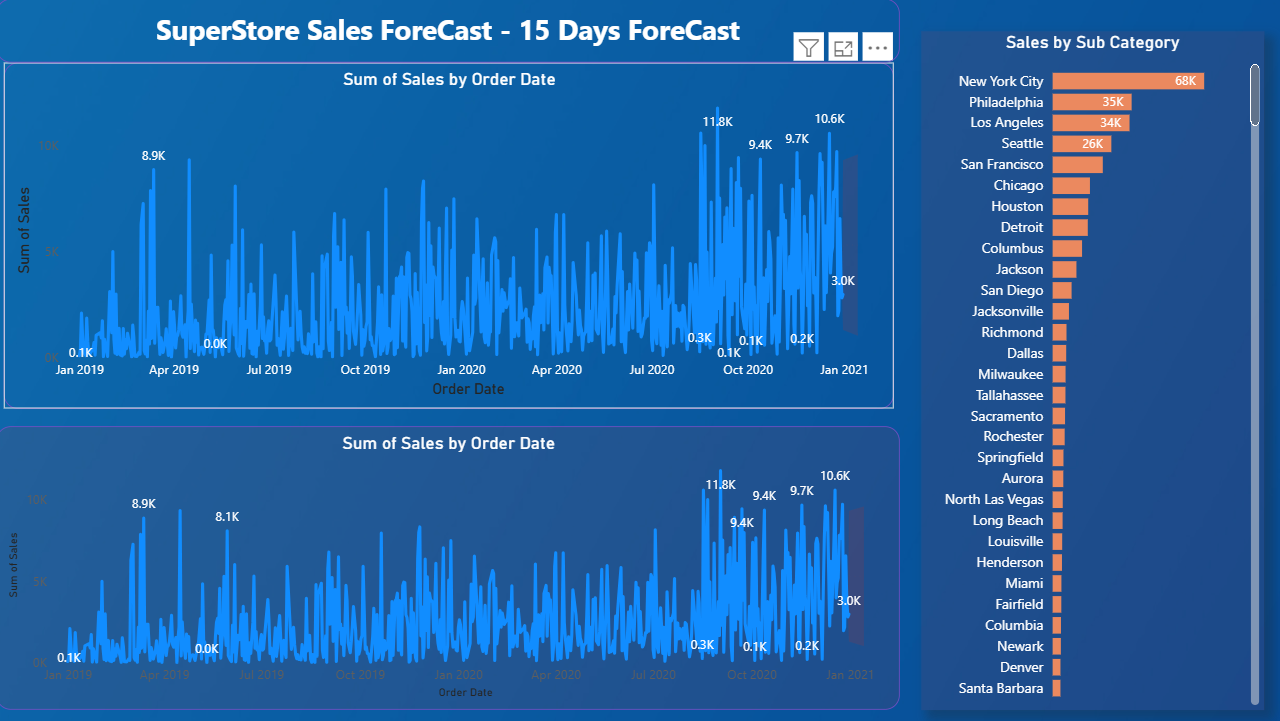 SuperStore Sales ForeCast - 15 Days ForeCast
Sum of Sales by Order Date
Sum of Sales
10K
5K
0K
0.1K
8.9K
0.0K
11.8K
9.4K
9.7K
10.6K
3.0K
0.3K
0.1K
0.1K
0.2K
Jan 2019 Apr 2019 Jul 2019 Oct 2019 Jan 2020 Apr 2020 Jul 2020 Oct 2020 Jan 2021
Order Date
Sum of Sales by Order Date
Sum of Sales
10K
5K
0K
0.1K
8.9K
8.1K
0.0K
11.8K
9.4K
9.4K
9.7K
10.6K
3.0K
0.3K
0.1K
0.2K
Jan 2019 Apr 2019 Jul 2019 Oct 2019 Jan 2020 Apr 2020 Jul 2020 Oct 2020 Jan 2021
Order Date
Sales by Sub Category
New York City 68K
Philadelphia 35K
Los Angeles 34K
Seattle 26K
San Francisco
Chicago
Houston
Detroit
Columbus
Jackson
San Diego
Jacksonville
Richmond
Dallas
Milwaukee
Tallahassee
Sacramento
Rochester
Springfield
Aurora
North Las Vegas
Long Beach
Louisville
Henderson
Miami
Fairfield
Columbia
Newark
Denver
Santa Barbara